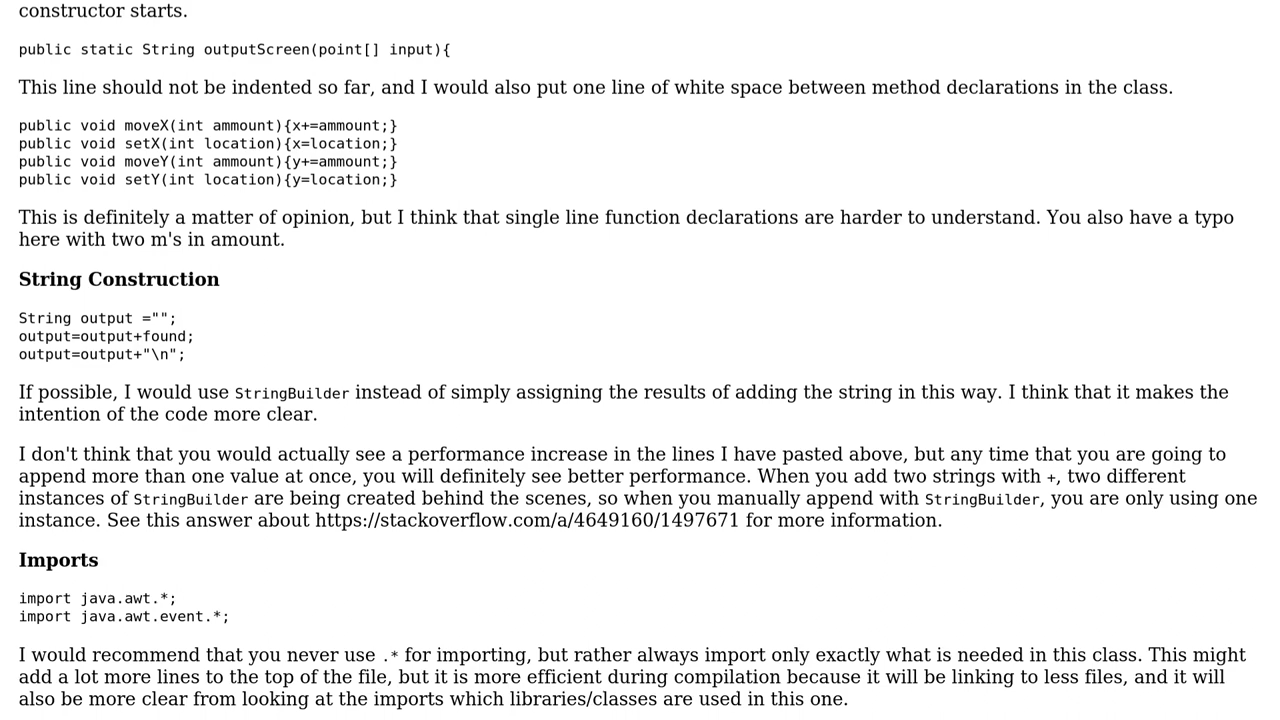 constructor starts.
public static String outputScreen(point[] input){
This line should not be indented so far, and I would also put one line of white space between method declarations in the class.
public void moveX(int ammount){x+=ammount;}
public void setX(int location){x=location;}
public void moveY(int ammount){y+=ammount;}
public void setY(int location){y=location;}
This is definitely a matter of opinion, but I think that single line function declarations are harder to understand. You also have a typo
here with two m's in amount.
String Construction
String output ="";
output=output+found;
output=output+"\n";
If possible, I would use StringBuilder instead of simply assigning the results of adding the string in this way. I think that it makes the
intention of the code more clear.
I don't think that you would actually see a performance increase in the lines I have pasted above, but any time that you are going to
append more than one value at once, you will definitely see better performance. When you add two strings with +, two different
instances of StringBuilder are being created behind the scenes, so when you manually append with StringBuilder, you are only using one
instance. See this answer about https://stackoverflow.com/a/4649160/1497671 for more information.
Imports
import java.awt.*;
import java.awt.event.*;
I would recommend that you never use .* for importing, but rather always import only exactly what is needed in this class. This might
add a lot more lines to the top of the file, but it is more efficient during compilation because it will be linking to less files, and it will
also be more clear from looking at the imports which libraries/classes are used in this one.